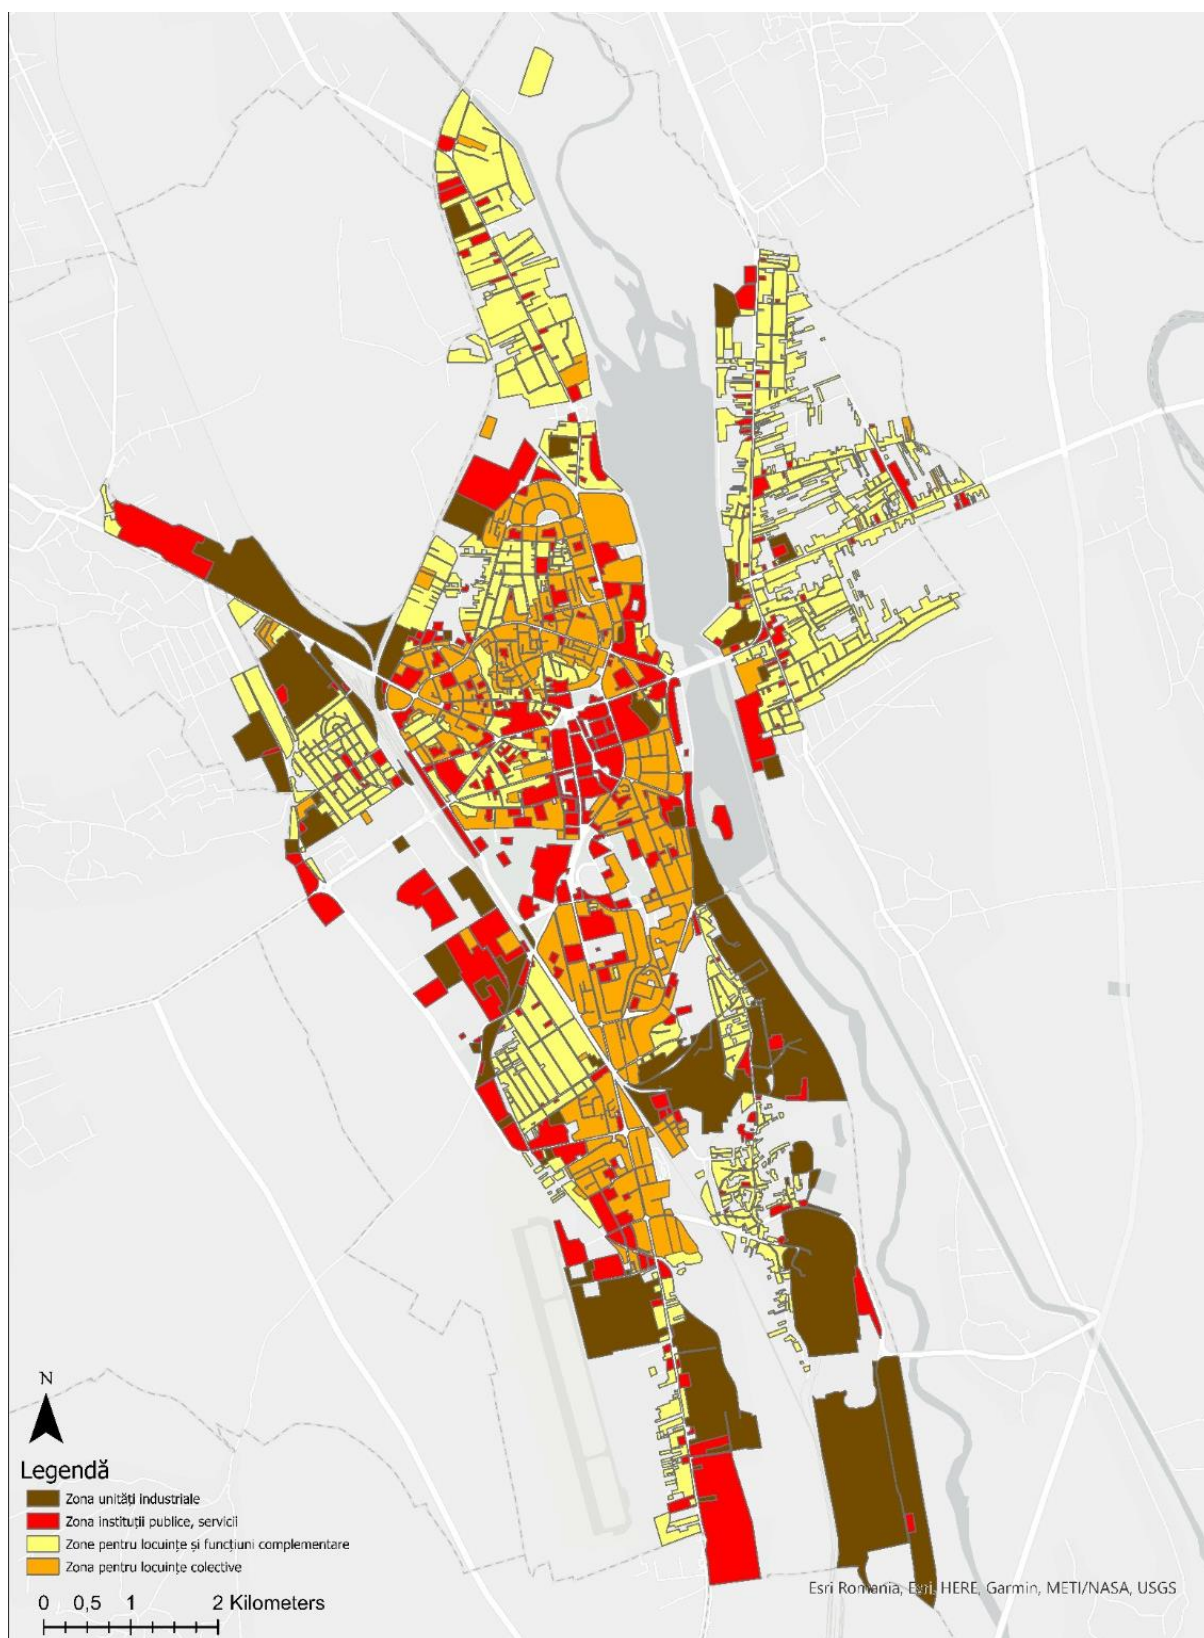 N
Legendă
Zona unități industriale
Zona instituții publice, servicii
Zone pentru locuințe și funcțiuni complementare
Zona pentru locuințe colective
0 0,5 1 2 Kilometers
Esri Romania, Esri, HERE, Garmin, METI/NASA, USGS